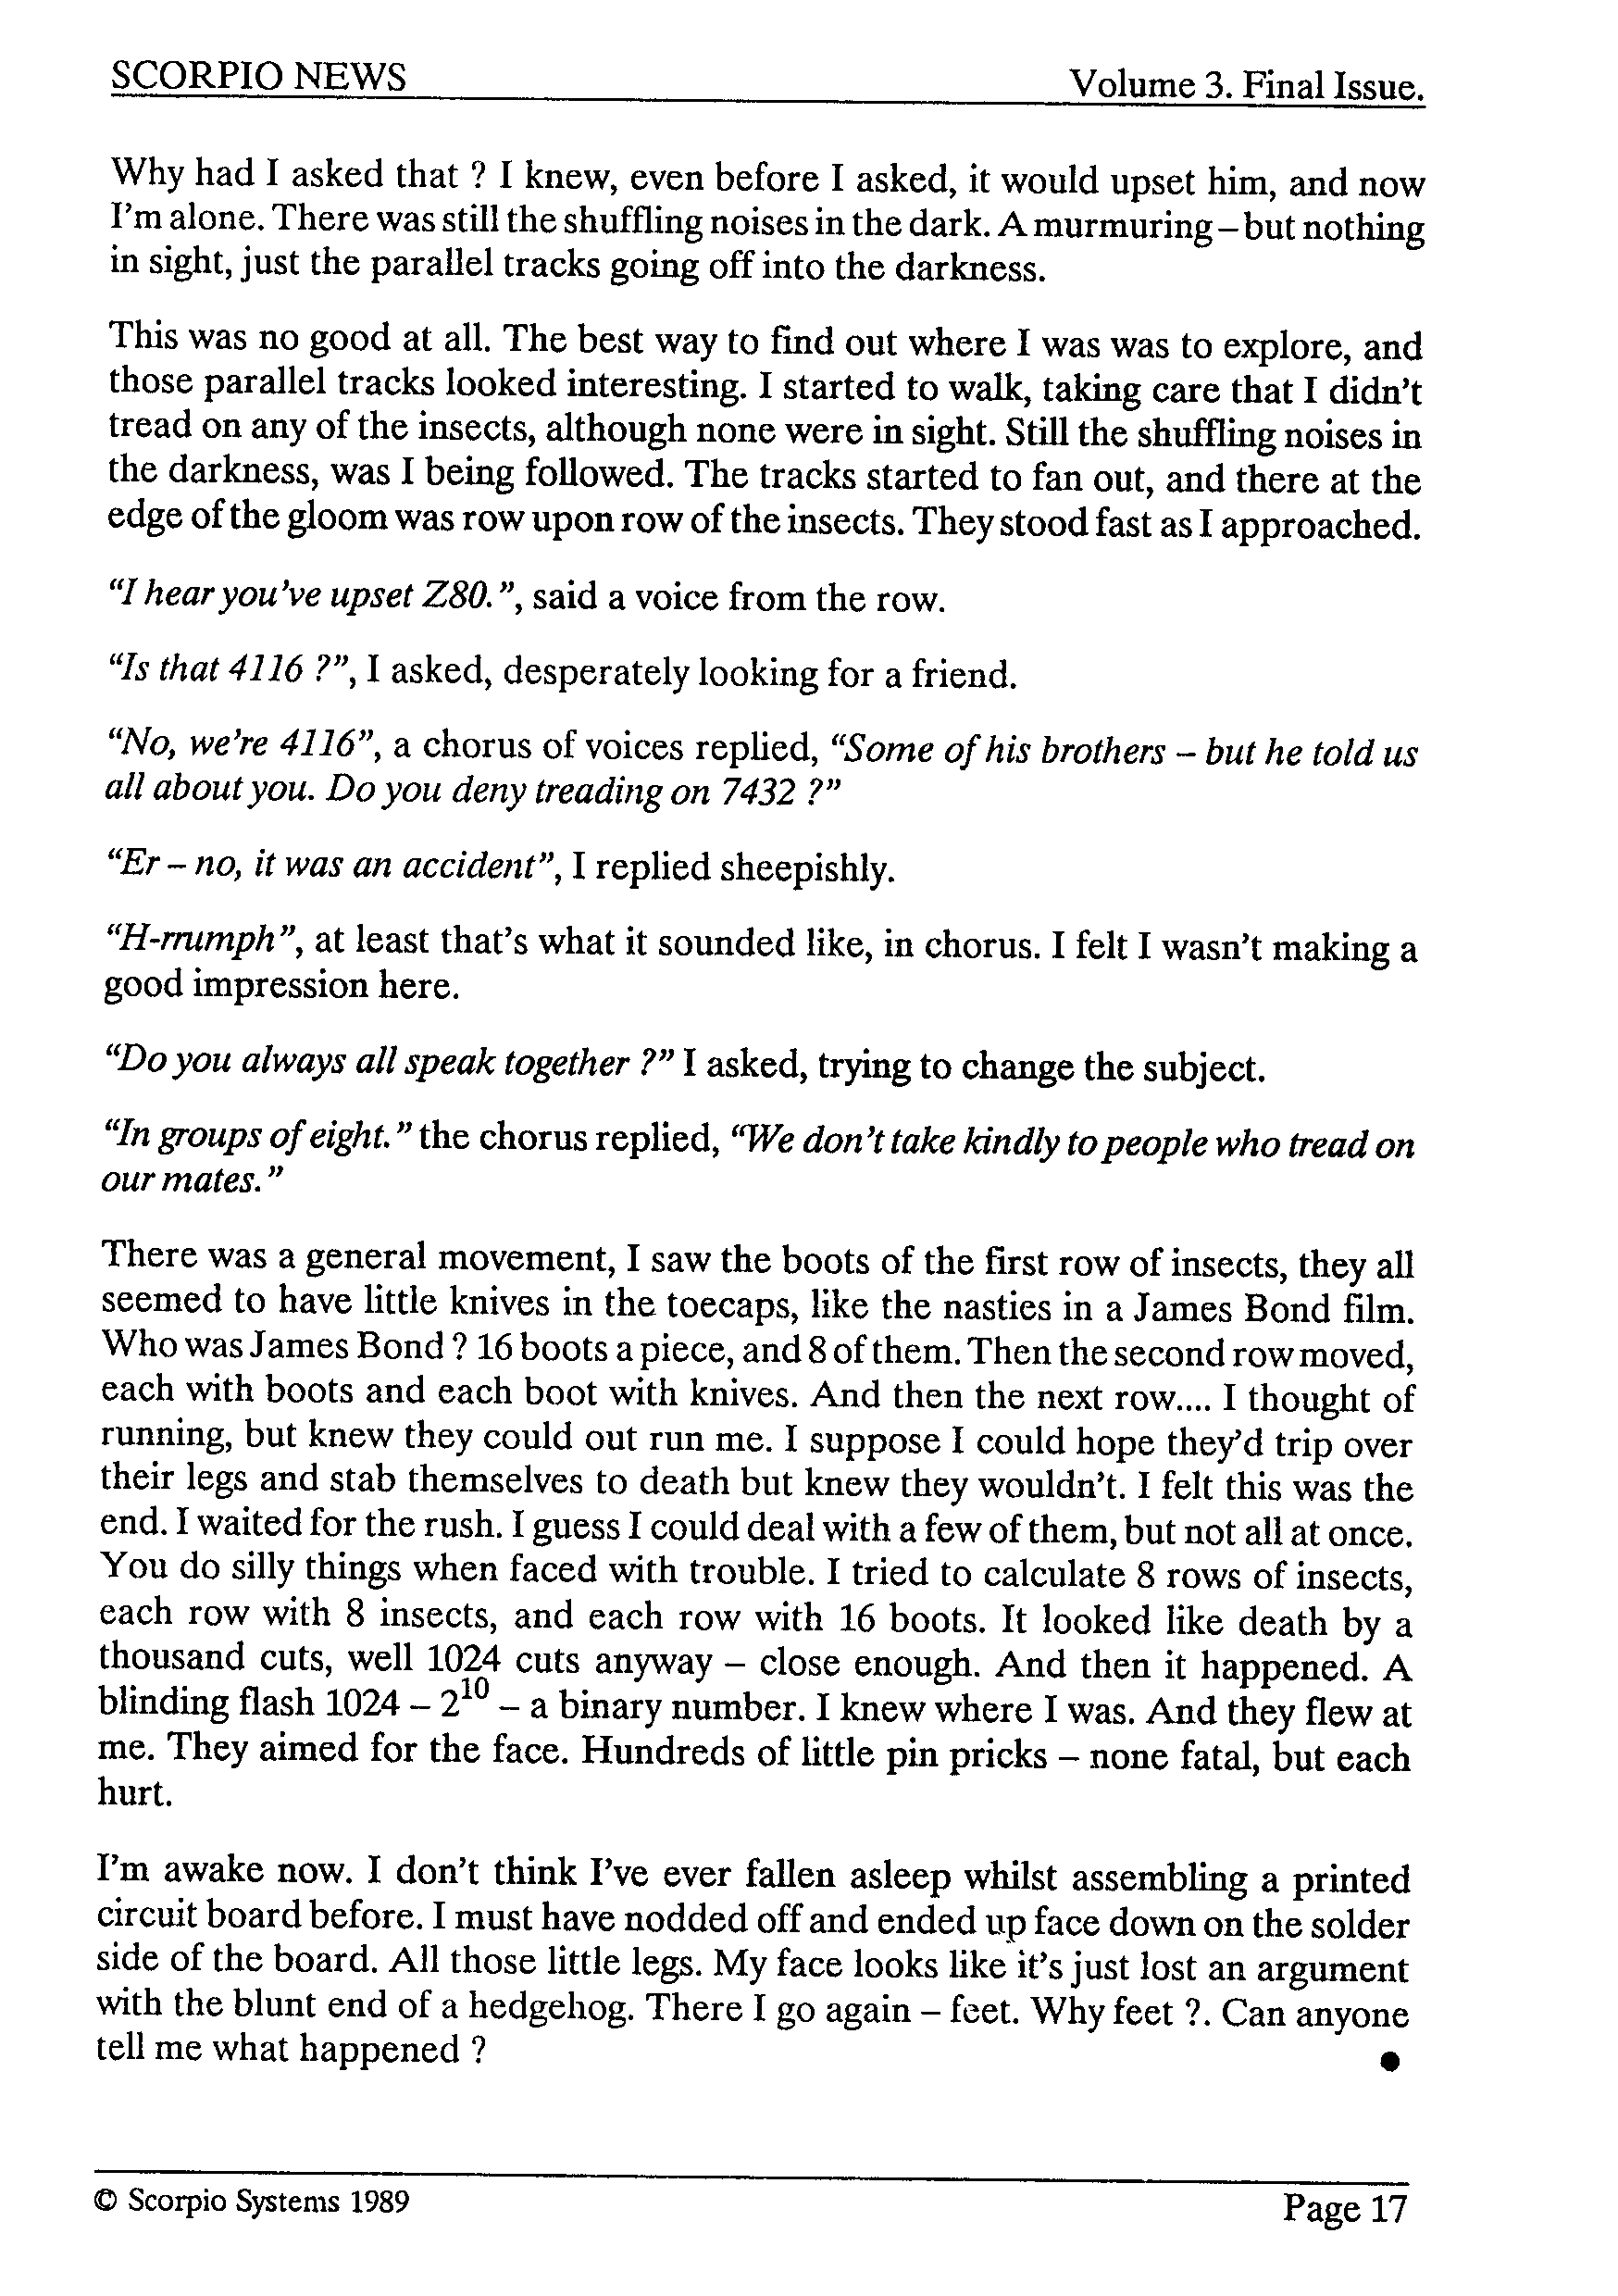 SCORPIO NEWS Volume 3. Final Issue.
Why had I asked that ? I knew, even before I asked, it would upset him, and now
I'm alone. There was still the shuffling noises in the dark. A murmuring – but nothing
in sight, just the parallel tracks going off into the darkness.
This was no good at all. The best way to find out where I was was to explore, and
those parallel tracks looked interesting. I started to walk, taking care that I didn't
tread on any of the insects, although none were in sight. Still the shuffling noises in
the darkness, was I being followed. The tracks started to fan out, and there at the
edge of the gloom was row upon row of the insects. They stood fast as I approached.
“I hear you've upset Z80.”, said a voice from the row.
“Is that 4116 ?”, I asked, desperately looking for a friend.
“No, we're 4116”, a chorus of voices replied, “Some of his brothers – but he told us
all about you. Do you deny treading on 7432 ?”
“Er – no, it was an accident”, I replied sheepishly.
“H-rrumph”, at least that's what it sounded like, in chorus. I felt I wasn't making a
good impression here.
“Do you always all speak together ?” I asked, trying to change the subject.
“In groups of eight.” the chorus replied, “We don't take kindly to people who tread on
our mates.”
There was a general movement, I saw the boots of the first row of insects, they all
seemed to have little knives in the toecaps, like the nasties in a James Bond film.
Who was James Bond ? 16 boots a piece, and 8 of them. Then the second row moved,
each with boots and each boot with knives. And then the next row.... I thought of
running, but knew they could out run me. I suppose I could hope they'd trip over
their legs and stab themselves to death but knew they wouldn't. I felt this was the
end. I waited for the rush. I guess I could deal with a few of them, but not all at once.
You do silly things when faced with trouble. I tried to calculate 8 rows of insects,
each row with 8 insects, and each row with 16 boots. It looked like death by a
thousand cuts, well 1024 cuts anyway – close enough. And then it happened. A
blinding flash 1024 – 2¹⁰ – a binary number. I knew where I was. And they flew at
me. They aimed for the face. Hundreds of little pin pricks – none fatal, but each
hurt.
I'm awake now. I don't think I've ever fallen asleep whilst assembling a printed
circuit board before. I must have nodded off and ended up face down on the solder
side of the board. All those little legs. My face looks like it's just lost an argument
with the blunt end of a hedgehog. There I go again – feet. Why feet ?. Can anyone
tell me what happened ? ●
© Scorpio Systems 1989 Page 17